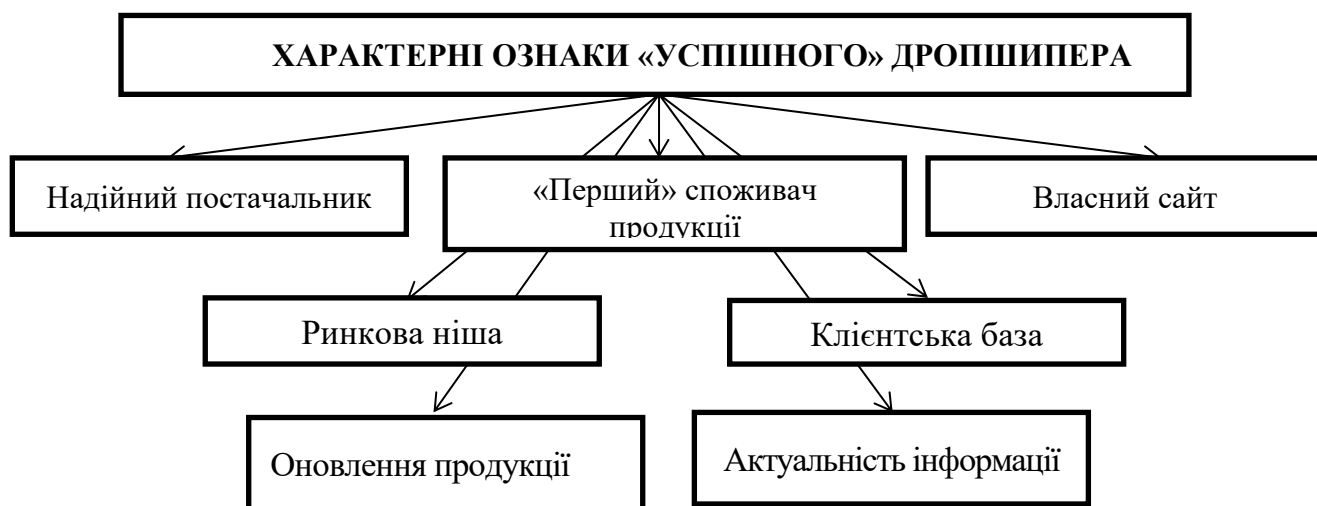 ХАРАКТЕРНІ ОЗНАКИ «УСПІШНОГО» ДРОПШИПЕРА
Надійний постачальник
«Перший» споживач
продукції
Власний сайт
Ринкова ніша
Клієнтська база
Оновлення продукції
Актуальність інформації